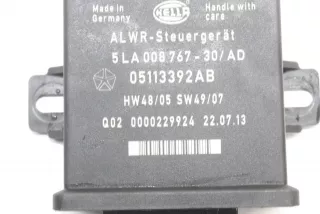 Made in
Germany
HELLA
Handle with
care
ALWR-Steuergerät
5LA 008 767-30/AD
05113392AB
HW48/05 SW49/07
Q02 0000229924 22.07.13